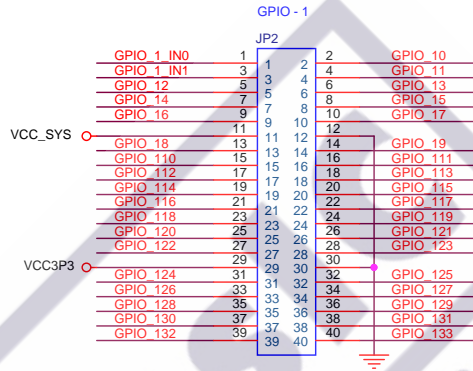 GPIO - 1
JP2
GPIO_1_IN0 1 1 2 2 GPIO_10
GPIO_1_IN1 3 3 4 4 GPIO_11
GPIO_12 5 5 6 6 GPIO_13
GPIO_14 7 7 8 8 GPIO_15
GPIO_16 9 9 10 10 GPIO_17
VCC_SYS 11 11 12 12
GPIO_18 13 13 14 14 GPIO_19
GPIO_110 15 15 16 16 GPIO_111
GPIO_112 17 17 18 18 GPIO_113
GPIO_114 19 19 20 20 GPIO_115
GPIO_116 21 21 22 22 GPIO_117
GPIO_118 23 23 24 24 GPIO_119
GPIO_120 25 25 26 26 GPIO_121
GPIO_122 27 27 28 28 GPIO_123
VCC3P3 29 29 30 30
GPIO_124 31 31 32 32 GPIO_125
GPIO_126 33 33 34 34 GPIO_127
GPIO_128 35 35 36 36 GPIO_129
GPIO_130 37 37 38 38 GPIO_131
GPIO_132 39 39 40 40 GPIO_133